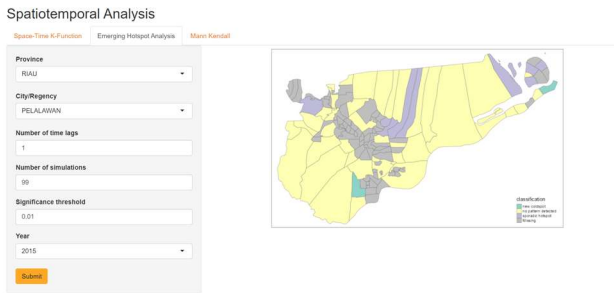 Spatiotemporal Analysis
Space-Time K-Function Emerging Hotspot Analysis Mann Kendall
Province
RIAU
City/Regency
PELALAWAN
Number of time lags
1
Number of simulations
99
Significance threshold
0.01
Year
2015
Submit
classification
new coldspot
no pattern detected
sporadic hotspot
Missing